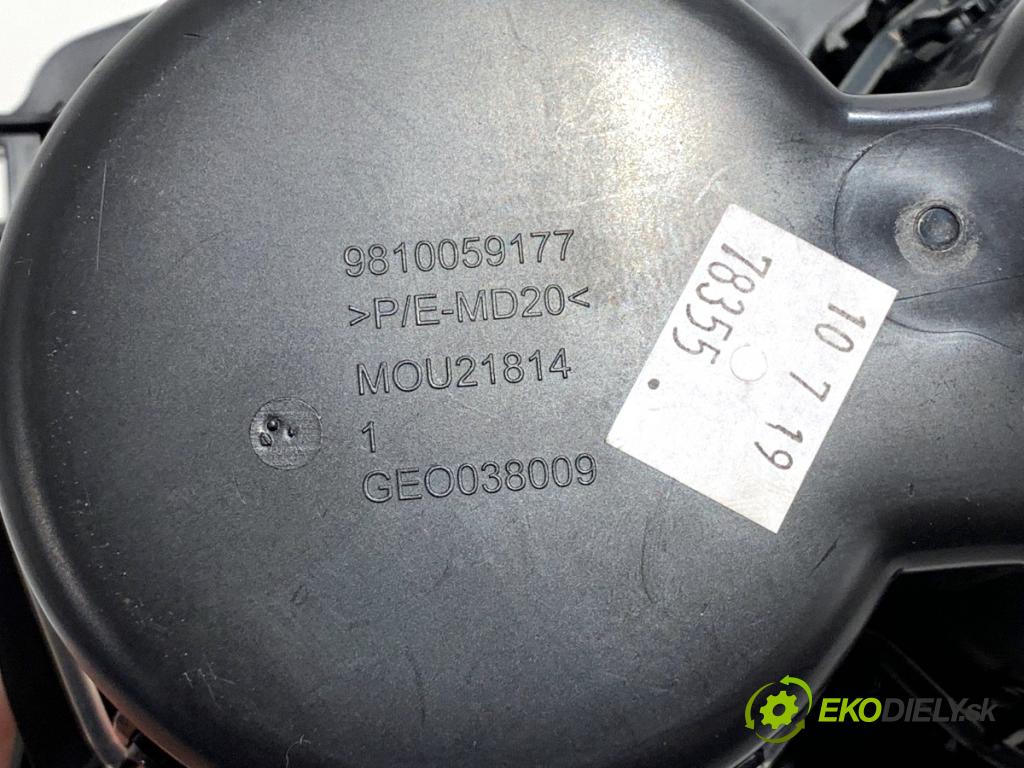 9810059177
>P/E-MD20<
MOU21814
1
GEO038009
10 7 19
78355
EKODIELY.sk